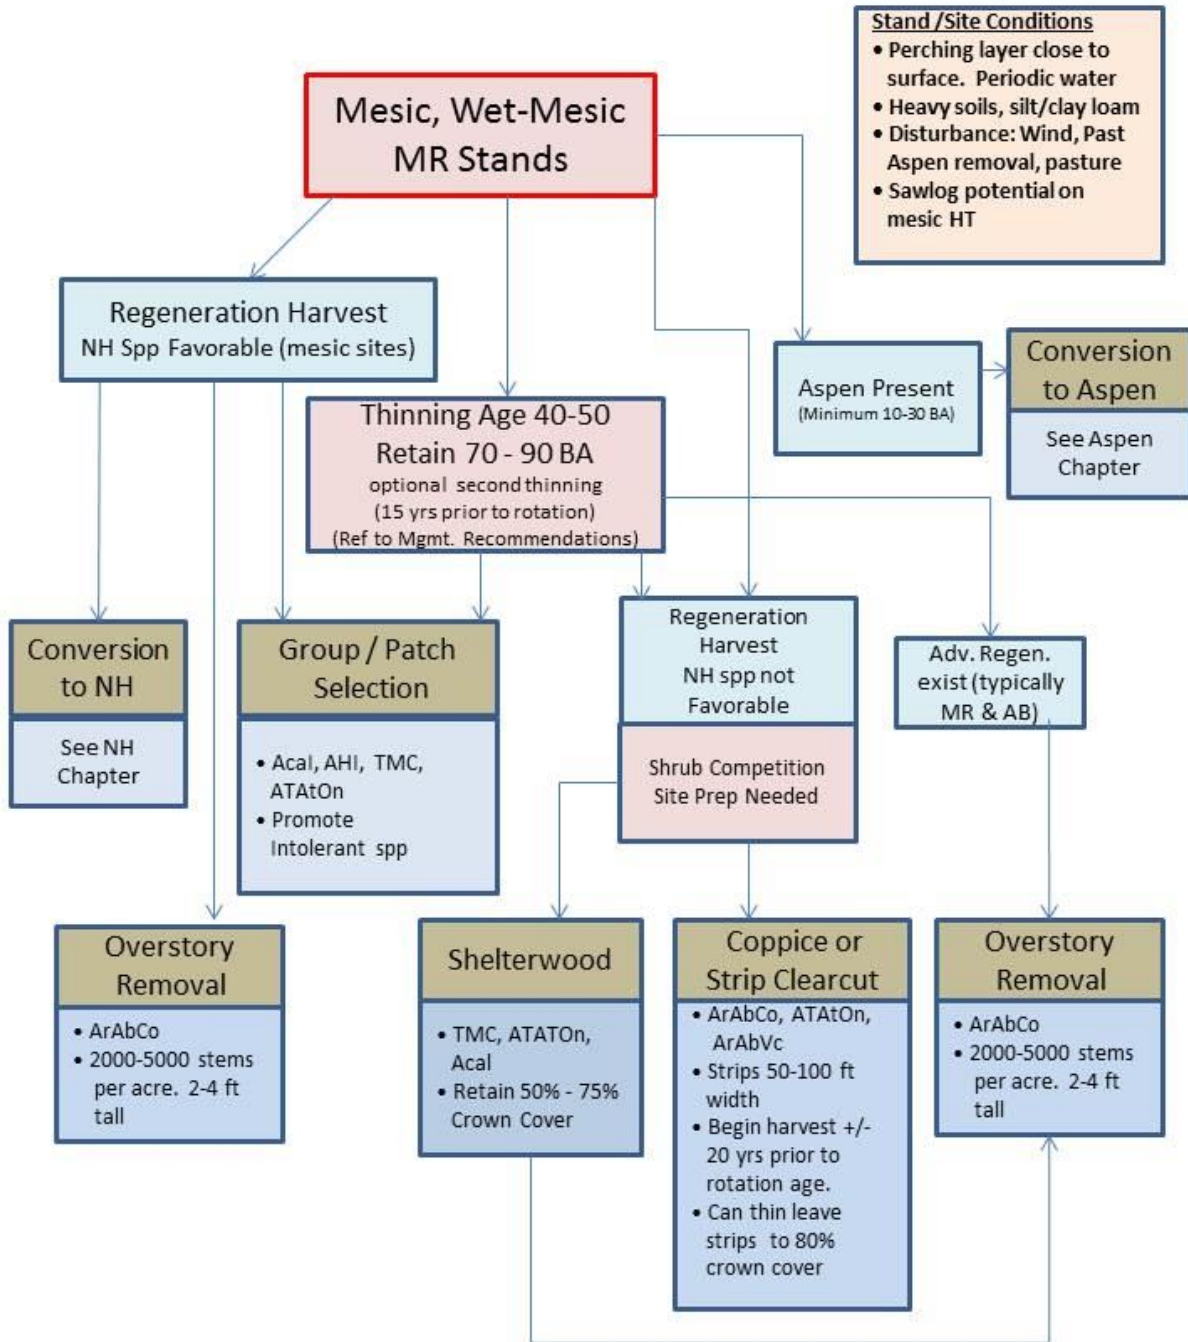 Stand /Site Conditions
• Perching layer close to
surface. Periodic water
• Heavy soils, silt/clay loam
• Disturbance: Wind, Past
Aspen removal, pasture
• Sawlog potential on
mesic HT
Mesic, Wet-Mesic
MR Stands
Regeneration Harvest
NH Spp Favorable (mesic sites)
Thinning Age 40-50
Retain 70 - 90 BA
optional second thinning
(15 yrs prior to rotation)
(Ref to Mgmt. Recommendations)
Aspen Present
(Minimum 10-30 BA)
Conversion
to Aspen
See Aspen
Chapter
Conversion
to NH
See NH
Chapter
Group / Patch
Selection
• AcaI, AHI, TMC,
ATAtOn
• Promote
Intolerant spp
Regeneration
Harvest
NH spp not
Favorable
Shrub Competition
Site Prep Needed
Adv. Regen.
exist (typically
MR & AB)
Overstory
Removal
• ArAbCo
• 2000-5000 stems
per acre. 2-4 ft
tall
Shelterwood
• TMC, ATATOn,
AcaI
• Retain 50% - 75%
Crown Cover
Coppice or
Strip Clearcut
• ArAbCo, ATAtOn,
ArAbVc
• Strips 50-100 ft
width
• Begin harvest +/-
20 yrs prior to
rotation age.
• Can thin leave
strips to 80%
crown cover
Overstory
Removal
• ArAbCo
• 2000-5000 stems
per acre. 2-4 ft
tall